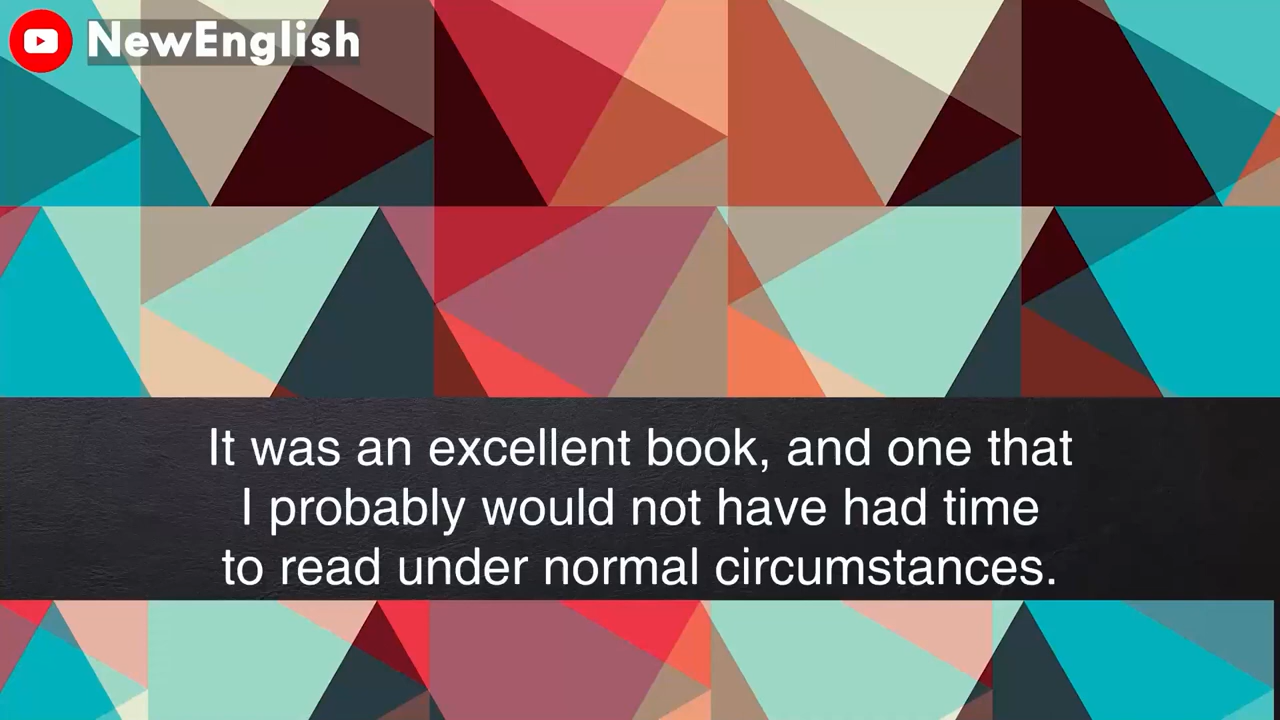 NewEnglish
It was an excellent book, and one that
I probably would not have had time
to read under normal circumstances.